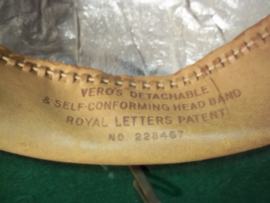 VERO'S DETACHABLE
& SELF-CONFORMING HEAD BAND
ROYAL LETTERS PATENT
NO 228467